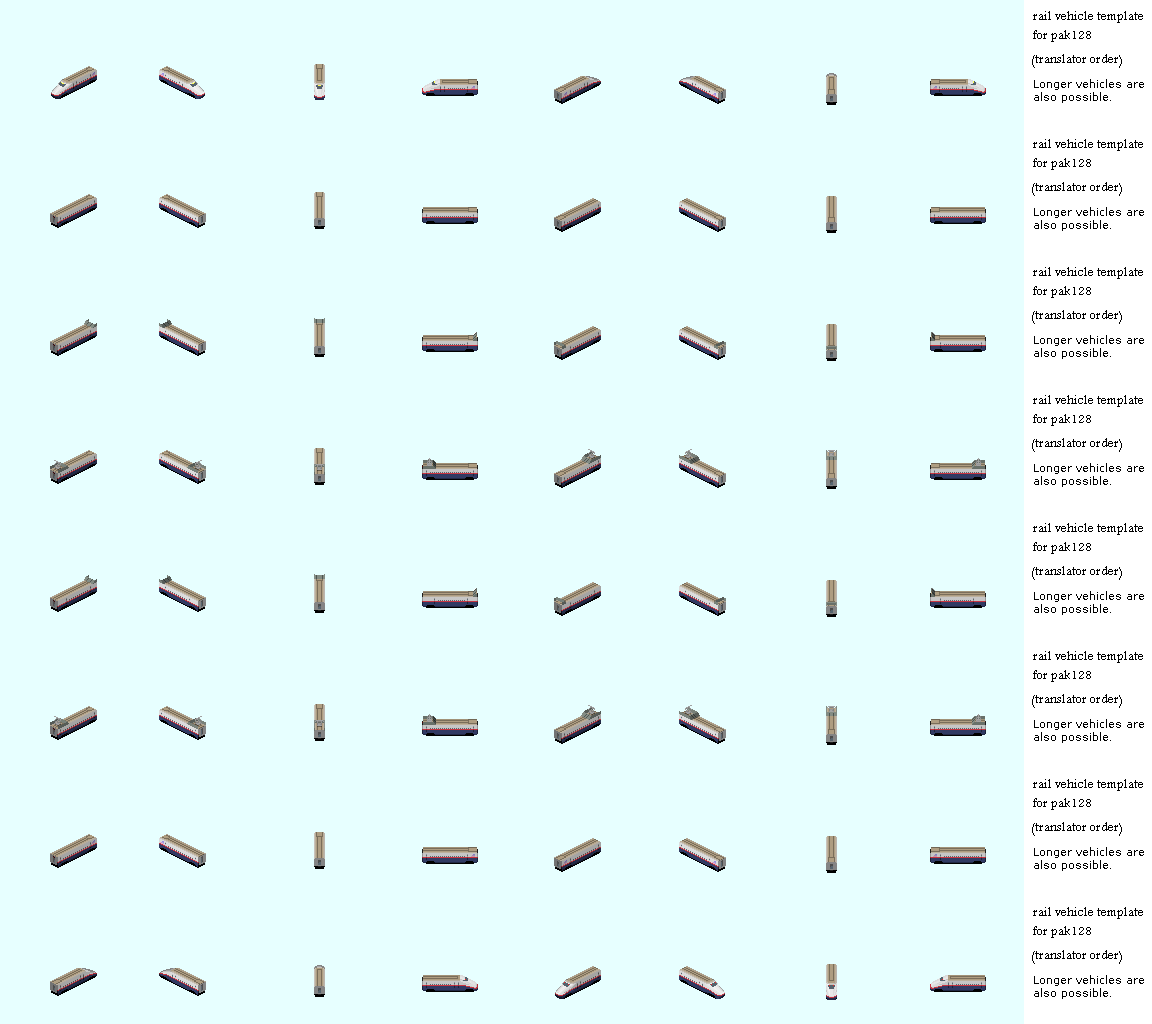 rail vehicle template
for pak128
(translator order)
Longer vehicles are
also possible.
rail vehicle template
for pak128
(translator order)
Longer vehicles are
also possible.
rail vehicle template
for pak128
(translator order)
Longer vehicles are
also possible.
rail vehicle template
for pak128
(translator order)
Longer vehicles are
also possible.
rail vehicle template
for pak128
(translator order)
Longer vehicles are
also possible.
rail vehicle template
for pak128
(translator order)
Longer vehicles are
also possible.
rail vehicle template
for pak128
(translator order)
Longer vehicles are
also possible.
rail vehicle template
for pak128
(translator order)
Longer vehicles are
also possible.